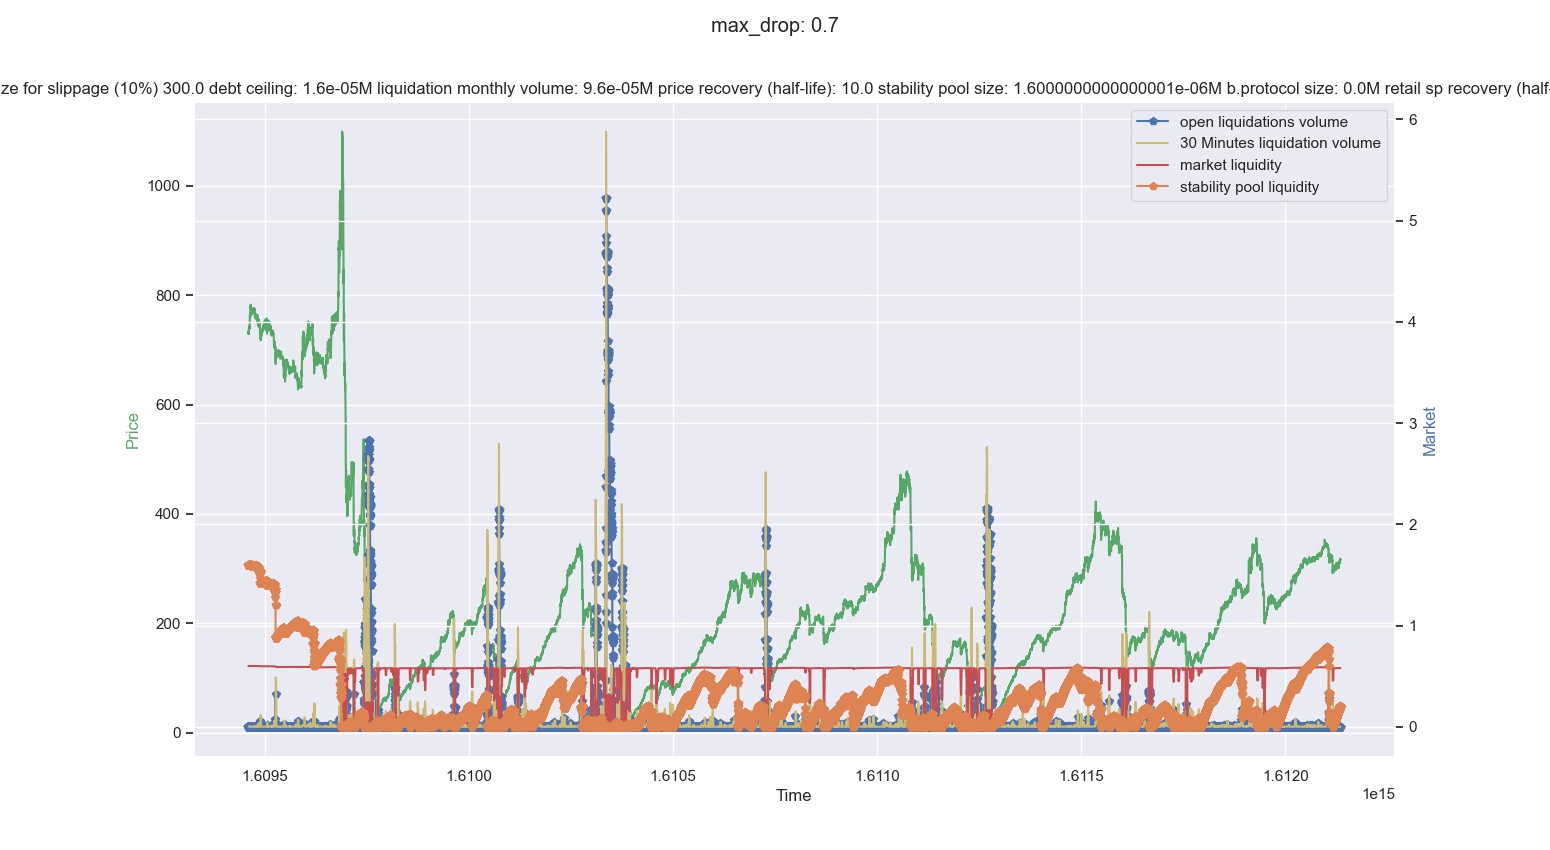 max_drop: 0.7
ze for slippage (10%) 300.0 debt ceiling: 1.6e-05M liquidation monthly volume: 9.6e-05M price recovery (half-life): 10.0 stability pool size: 1.6000000000000001e-06M b.protocol size: 0.0M retail sp recovery (half-
open liquidations volume
30 Minutes liquidation volume
market liquidity
stability pool liquidity
1000
800
600
400
200
0
Price
6
5
4
3
2
1
0
Market
1.6095 1.6100 1.6105 1.6110 1.6115 1.6120
1e15
Time